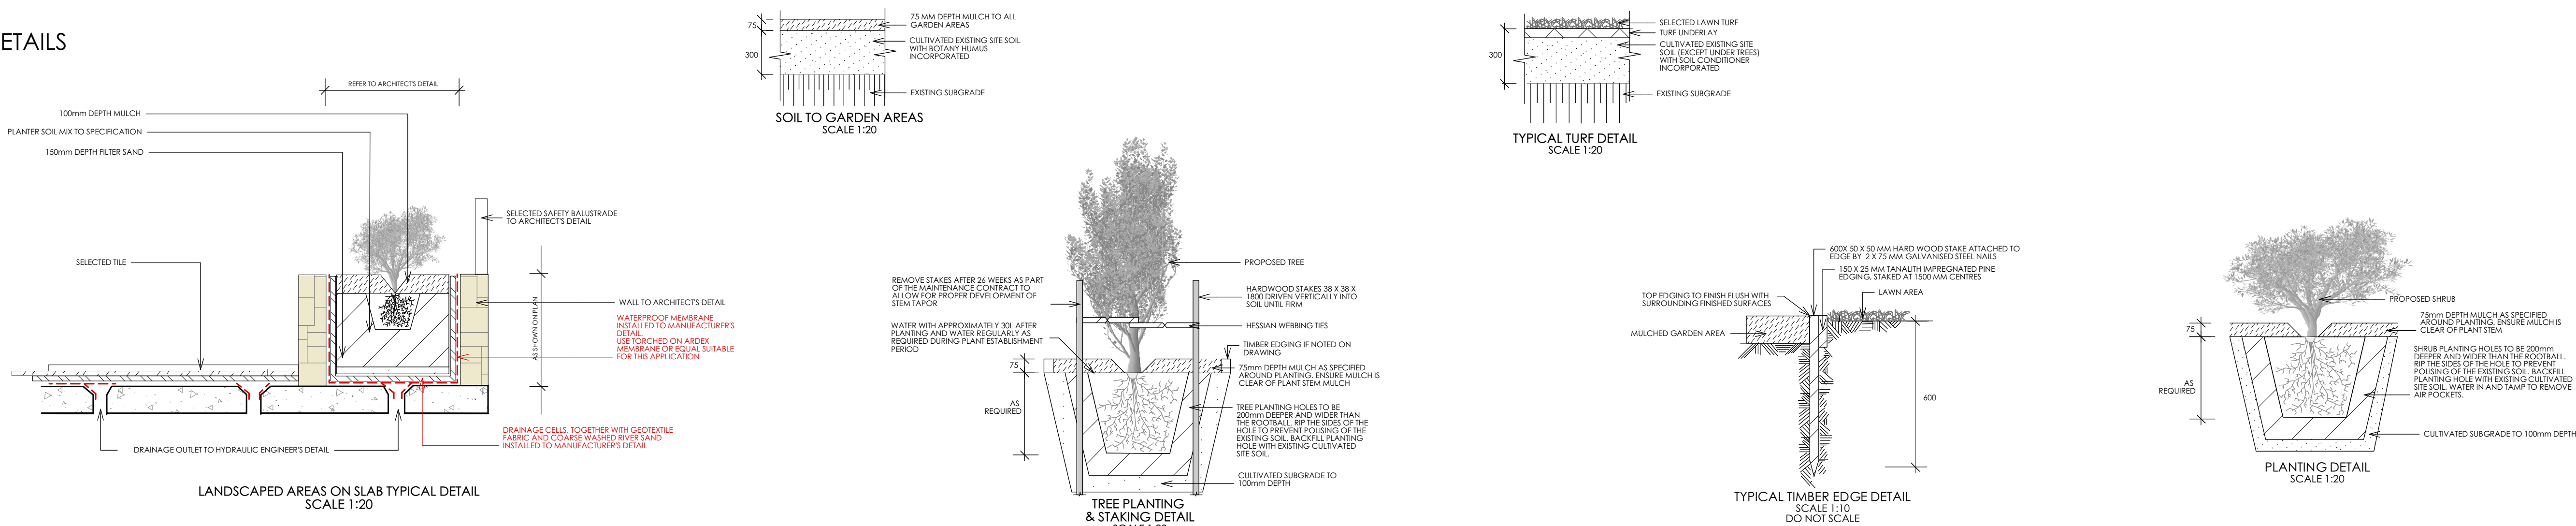 ETAILS
REFER TO ARCHITECT'S DETAIL
100mm DEPTH MULCH
PLANTER SOIL MIX TO SPECIFICATION
150mm DEPTH FILTER SAND
SELECTED SAFETY BALUSTRADE
TO ARCHITECT'S DETAIL
SELECTED TILE
AS SHOWN ON PLAN
WALL TO ARCHITECT'S DETAIL
WATERPROOF MEMBRANE
INSTALLED TO MANUFACTURER'S
DETAIL.
USE TORCHED ON ARDEX
MEMBRANE OR EQUAL SUITABLE
FOR THIS APPLICATION
DRAINAGE CELLS, TOGETHER WITH GEOTEXTILE
FABRIC AND COARSE WASHED RIVER SAND
INSTALLED TO MANUFACTURER'S DETAIL
DRAINAGE OUTLET TO HYDRAULIC ENGINEER'S DETAIL
LANDSCAPED AREAS ON SLAB TYPICAL DETAIL
SCALE 1:20
75
300
75 MM DEPTH MULCH TO ALL
GARDEN AREAS
CULTIVATED EXISTING SITE SOIL
WITH BOTANY HUMUS
INCORPORATED
EXISTING SUBGRADE
SOIL TO GARDEN AREAS
SCALE 1:20
REMOVE STAKES AFTER 26 WEEKS AS PART
OF THE MAINTENANCE CONTRACT TO
ALLOW FOR PROPER DEVELOPMENT OF
STEM TAPOR
WATER WITH APPROXIMATELY 30L AFTER
PLANTING AND WATER REGULARLY AS
REQUIRED DURING PLANT ESTABLISHMENT
PERIOD
75
AS
REQUIRED
PROPOSED TREE
HARDWOOD STAKES 38 X 38 X
1800 DRIVEN VERTICALLY INTO
SOIL UNTIL FIRM
HESSIAN WEBBING TIES
TIMBER EDGING IF NOTED ON
DRAWING
75mm DEPTH MULCH AS SPECIFIED
AROUND PLANTING. ENSURE MULCH IS
CLEAR OF PLANT STEM MULCH
TREE PLANTING HOLES TO BE
200mm DEEPER AND WIDER THAN
THE ROOTBALL. RIP THE SIDES OF THE
HOLE TO PREVENT POLISING OF THE
EXISTING SOIL. BACKFILL PLANTING
HOLE WITH EXISTING CULTIVATED
SITE SOIL.
CULTIVATED SUBGRADE TO
100mm DEPTH
TREE PLANTING
& STAKING DETAIL
300
SELECTED LAWN TURF
TURF UNDERLAY
CULTIVATED EXISTING SITE
SOIL (EXCEPT UNDER TREES)
WITH SOIL CONDITIONER
INCORPORATED
EXISTING SUBGRADE
TYPICAL TURF DETAIL
SCALE 1:20
600X 50 X 50 MM HARD WOOD STAKE ATTACHED TO
EDGE BY 2 X 75 MM GALVANISED STEEL NAILS
150 X 25 MM TANALITH IMPREGNATED PINE
EDGING, STAKED AT 1500 MM CENTRES
LAWN AREA
TOP EDGING TO FINISH FLUSH WITH
SURROUNDING FINISHED SURFACES
MULCHED GARDEN AREA
600
TYPICAL TIMBER EDGE DETAIL
SCALE 1:10
DO NOT SCALE
PROPOSED SHRUB
75mm DEPTH MULCH AS SPECIFIED
AROUND PLANTING. ENSURE MULCH IS
CLEAR OF PLANT STEM
75
AS
REQUIRED
SHRUB PLANTING HOLES TO BE 200mm
DEEPER AND WIDER THAN THE ROOTBALL.
RIP THE SIDES OF THE HOLE TO PREVENT
POLISING OF THE EXISTING SOIL. BACKFILL
PLANTING HOLE WITH EXISTING CULTIVATED
SITE SOIL. WATER IN AND TAMP TO REMOVE
AIR POCKETS.
CULTIVATED SUBGRADE TO 100mm DEPTH
PLANTING DETAIL
SCALE 1:20